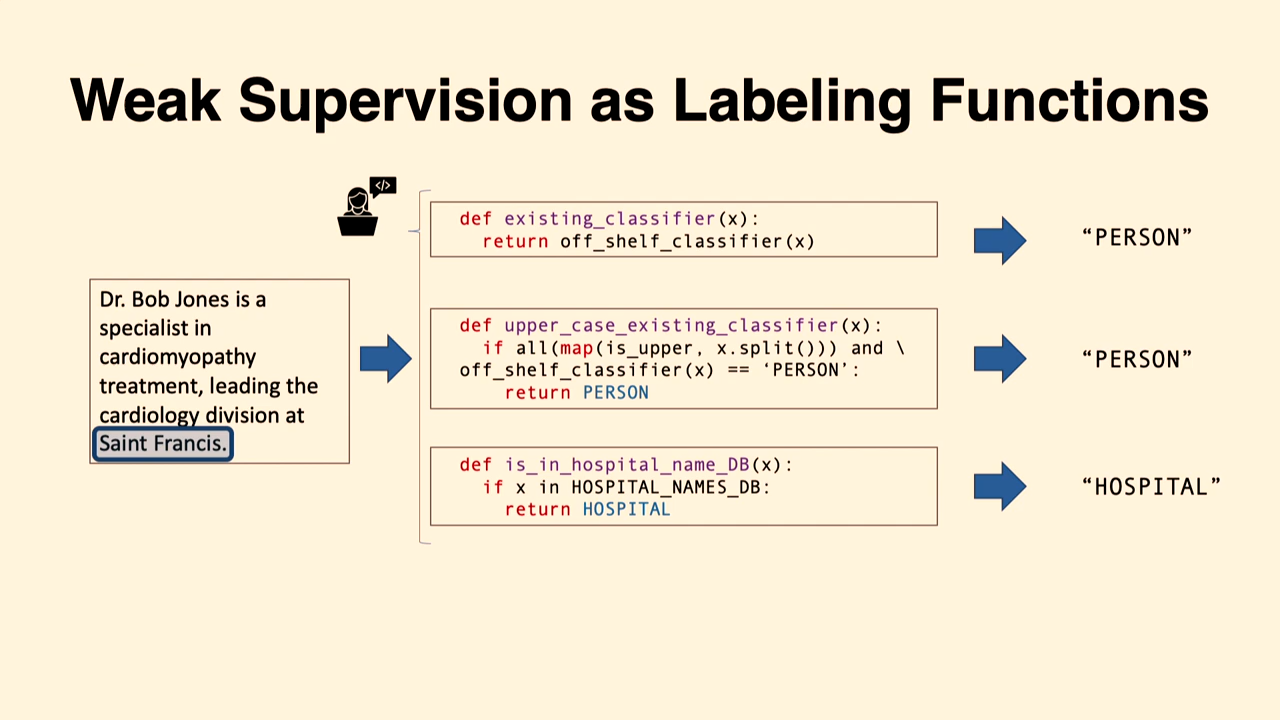 Weak Supervision as Labeling Functions
</>
Dr. Bob Jones is a
specialist in
cardiomyopathy
treatment, leading the
cardiology division at
Saint Francis.
def existing_classifier(x):
return off_shelf_classifier(x)
“PERSON”
def upper_case_existing_classifier(x):
if all(map(is_upper, x.split())) and \
off_shelf_classifier(x) == ‘PERSON’:
return PERSON
“PERSON”
def is_in_hospital_name_DB(x):
if x in HOSPITAL_NAMES_DB:
return HOSPITAL
“HOSPITAL”